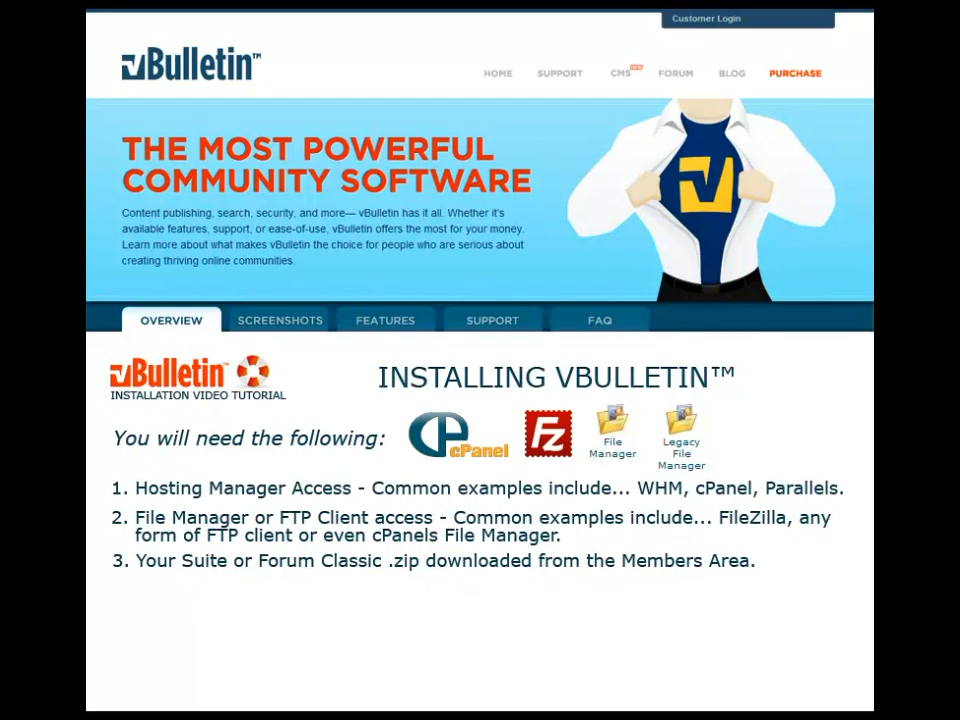 Customer Login
vBulletin™
HOME SUPPORT CMS new FORUM BLOG PURCHASE
THE MOST POWERFUL
COMMUNITY SOFTWARE
Content publishing, search, security, and more— vBulletin has it all. Whether it's
available features, support, or ease-of-use, vBulletin offers the most for your money.
Learn more about what makes vBulletin the choice for people who are serious about
creating thriving online communities.
OVERVIEW SCREENSHOTS FEATURES SUPPORT FAQ
vBulletin™
INSTALLATION VIDEO TUTORIAL
INSTALLING VBULLETIN™
You will need the following:
cPanel
Fz
File
Manager
Legacy
File
Manager
1. Hosting Manager Access - Common examples include... WHM, cPanel, Parallels.
2. File Manager or FTP Client access - Common examples include... FileZilla, any
form of FTP client or even cPanels File Manager.
3. Your Suite or Forum Classic .zip downloaded from the Members Area.